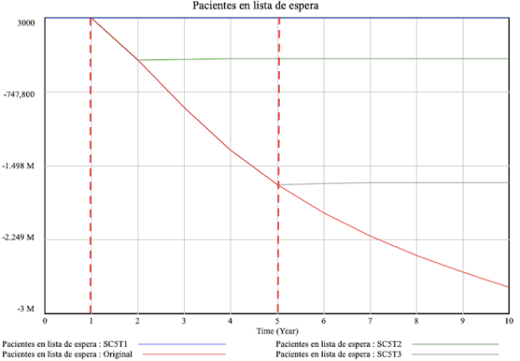 Pacientes en lista de espera
3000
-747,800
-1.498 M
-2.249 M
-3 M
0 1 2 3 4 5 6 7 8 9 10
Time (Year)
Pacientes en lista de espera : SC5T1
Pacientes en lista de espera : Original
Pacientes en lista de espera : SC5T2
Pacientes en lista de espera : SC5T3